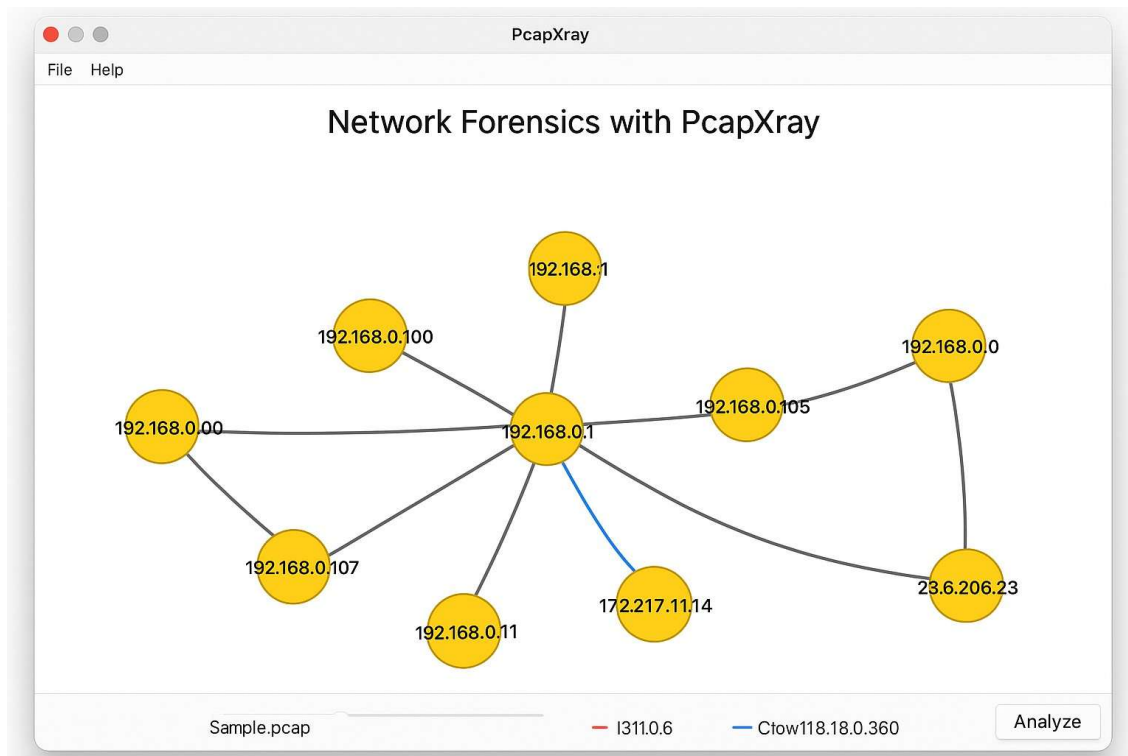 PcapXray
File Help
Network Forensics with PcapXray
192.168.:1
192.168.0.100
192.168.0.0
192.168.0.105
192.168.0.00
192.168.0.1
192.168.0.107
23.6.206.23
172.217.11.14
192.168.0.11
Sample.pcap
I311.0.6
Ctow118.18.0.360
Analyze